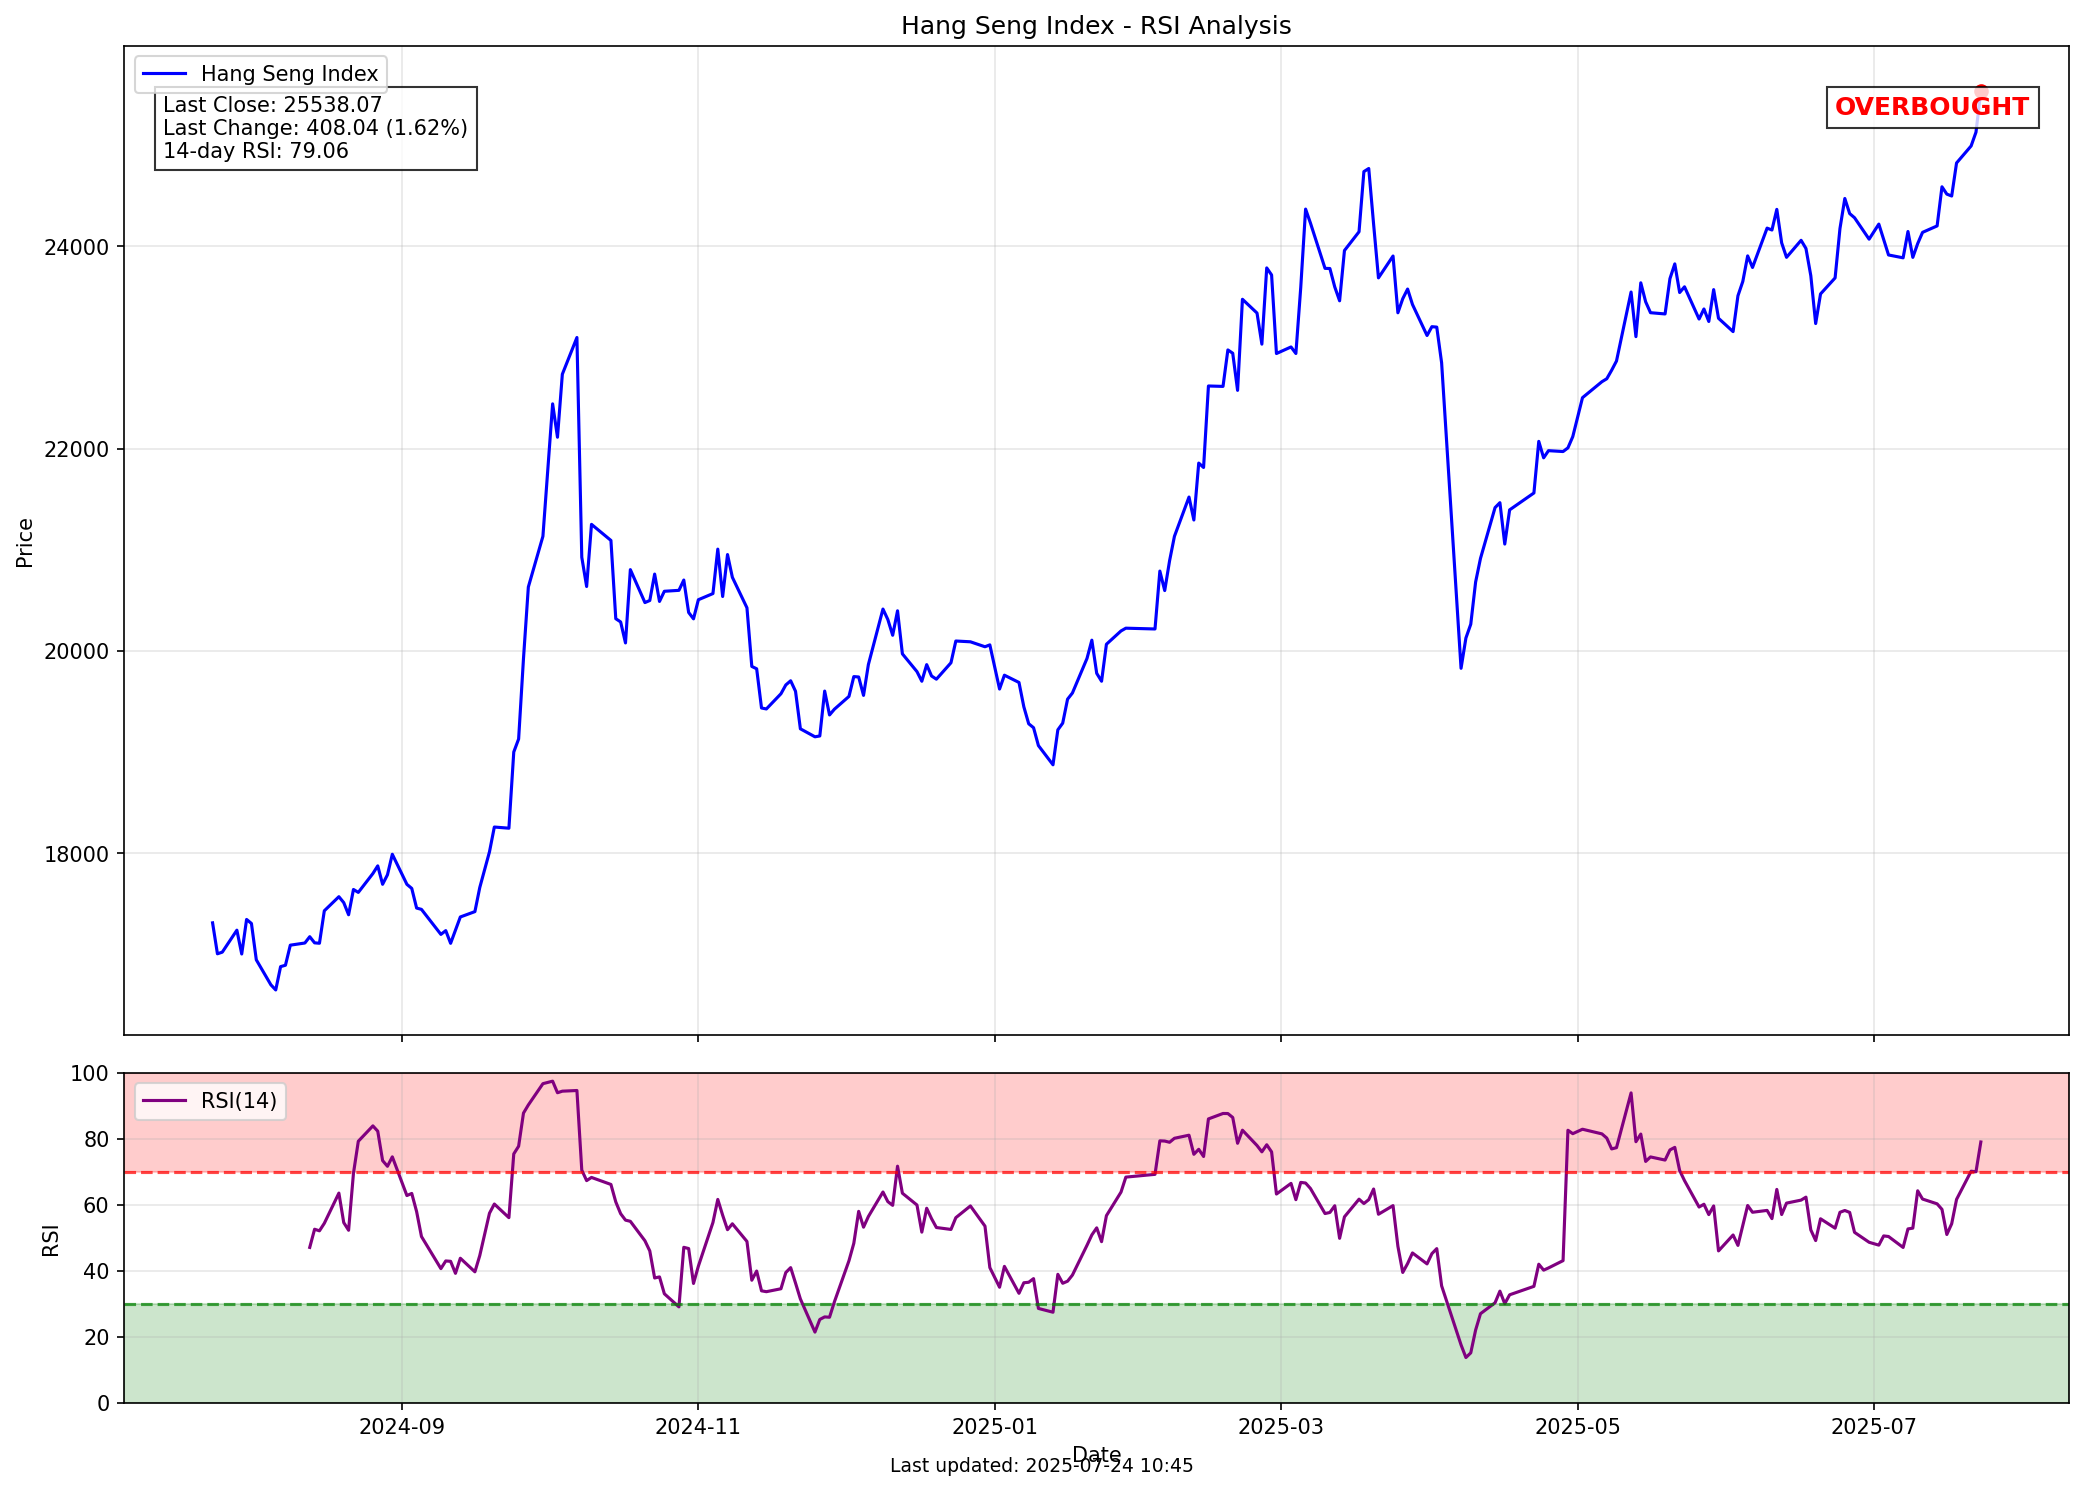 Hang Seng Index - RSI Analysis
Hang Seng Index
Last Close: 25538.07
Last Change: 408.04 (1.62%)
14-day RSI: 79.06
OVERBOUGHT
Price
24000
22000
20000
18000
RSI(14)
RSI
100
80
60
40
20
0
2024-09
2024-11
2025-01
2025-03
2025-05
2025-07
Date
Last updated: 2025-07-24 10:45